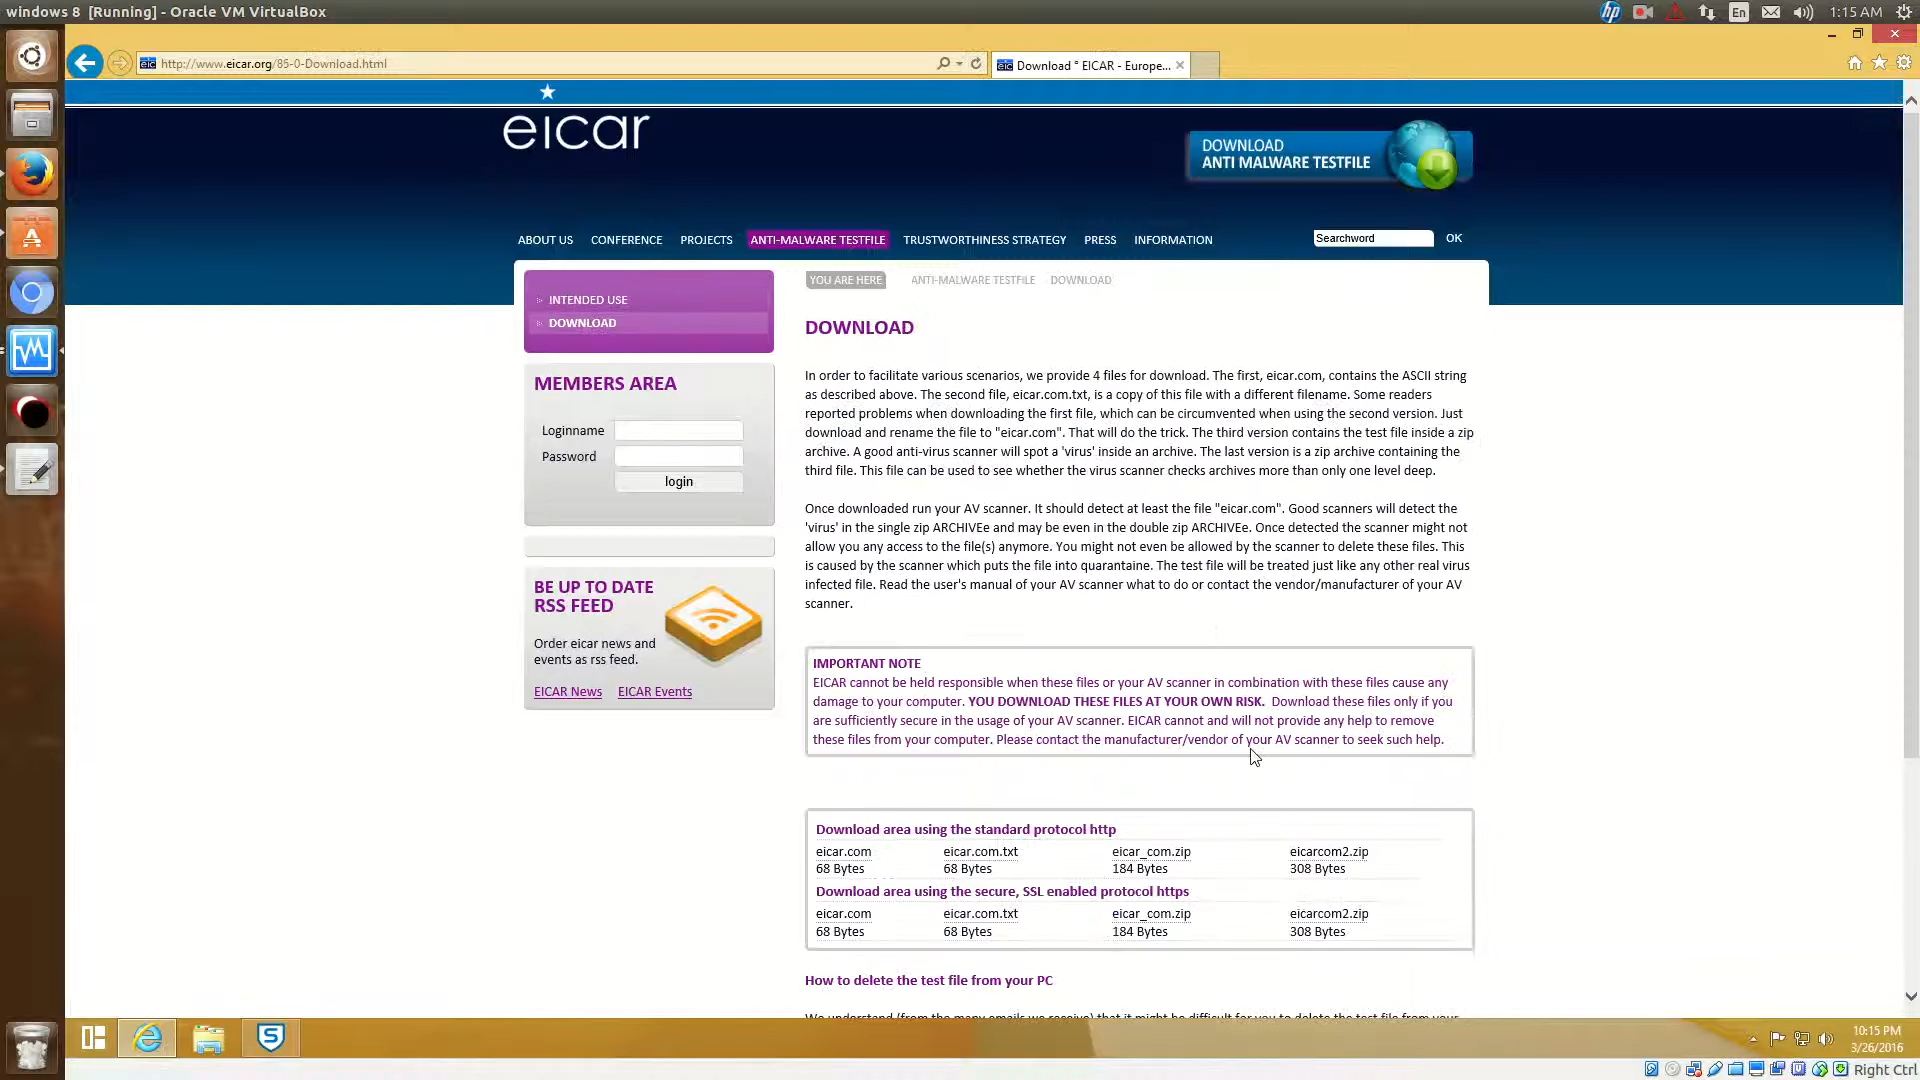 windows 8 [Running] - Oracle VM VirtualBox
En
1:15 AM
http://www.eicar.org/85-0-Download.html
Download ° EICAR - Europe...
eicar
DOWNLOAD
ANTI MALWARE TESTFILE
ABOUT US CONFERENCE PROJECTS ANTI-MALWARE TESTFILE TRUSTWORTHINESS STRATEGY PRESS INFORMATION
Searchword OK
INTENDED USE
DOWNLOAD
MEMBERS AREA
Loginname
Password
login
BE UP TO DATE
RSS FEED
Order eicar news and
events as rss feed.
EICAR News EICAR Events
YOU ARE HERE ANTI-MALWARE TESTFILE DOWNLOAD
DOWNLOAD
In order to facilitate various scenarios, we provide 4 files for download. The first, eicar.com, contains the ASCII string
as described above. The second file, eicar.com.txt, is a copy of this file with a different filename. Some readers
reported problems when downloading the first file, which can be circumvented when using the second version. Just
download and rename the file to "eicar.com". That will do the trick. The third version contains the test file inside a zip
archive. A good anti-virus scanner will spot a 'virus' inside an archive. The last version is a zip archive containing the
third file. This file can be used to see whether the virus scanner checks archives more than only one level deep.
Once downloaded run your AV scanner. It should detect at least the file "eicar.com". Good scanners will detect the
'virus' in the single zip ARCHIVEe and may be even in the double zip ARCHIVEe. Once detected the scanner might not
allow you any access to the file(s) anymore. You might not even be allowed by the scanner to delete these files. This
is caused by the scanner which puts the file into quarantaine. The test file will be treated just like any other real virus
infected file. Read the user's manual of your AV scanner what to do or contact the vendor/manufacturer of your AV
scanner.
IMPORTANT NOTE
EICAR cannot be held responsible when these files or your AV scanner in combination with these files cause any
damage to your computer. YOU DOWNLOAD THESE FILES AT YOUR OWN RISK. Download these files only if you
are sufficiently secure in the usage of your AV scanner. EICAR cannot and will not provide any help to remove
these files from your computer. Please contact the manufacturer/vendor of your AV scanner to seek such help.
Download area using the standard protocol http
eicar.com eicar.com.txt eicar_com.zip eicarcom2.zip
68 Bytes 68 Bytes 184 Bytes 308 Bytes
Download area using the secure, SSL enabled protocol https
eicar.com eicar.com.txt eicar_com.zip eicarcom2.zip
68 Bytes 68 Bytes 184 Bytes 308 Bytes
How to delete the test file from your PC
We understand (from the many emails we receive) that it might be difficult for you to delete the test file from your
10:15 PM
3/26/2016
Right Ctrl